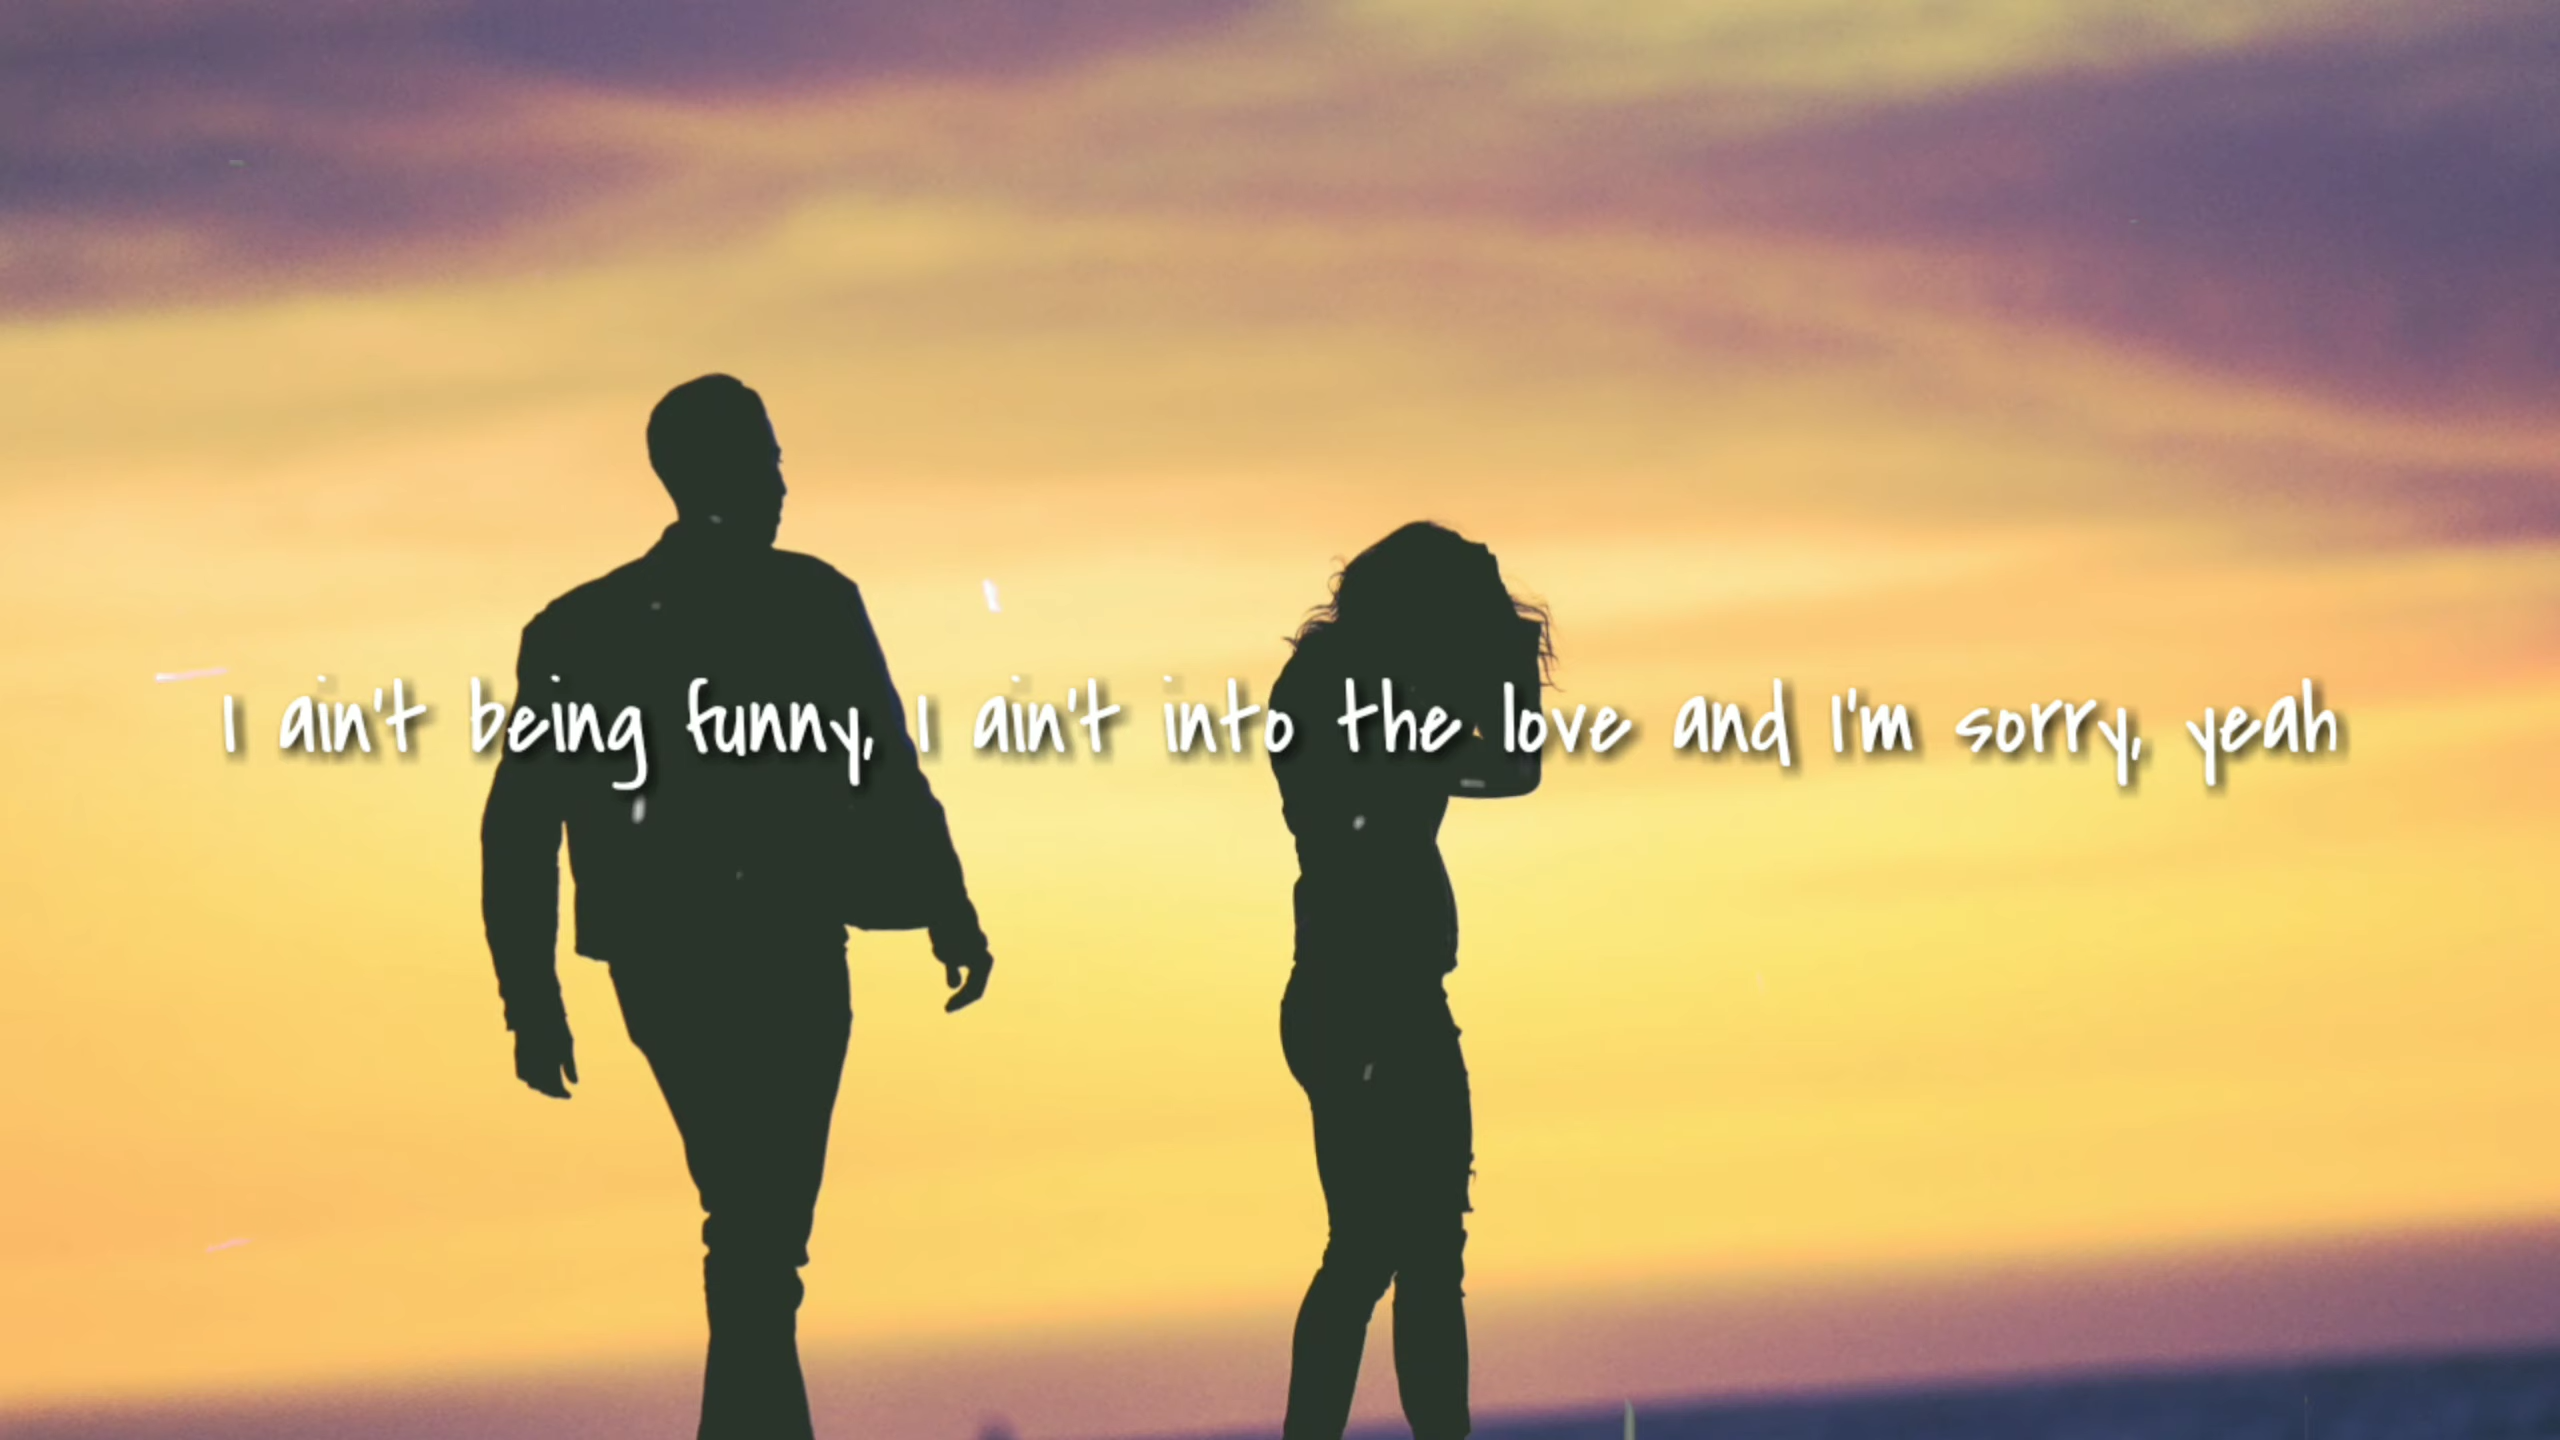 I ain't being funny, I ain't into the love and I'm sorry, yeah